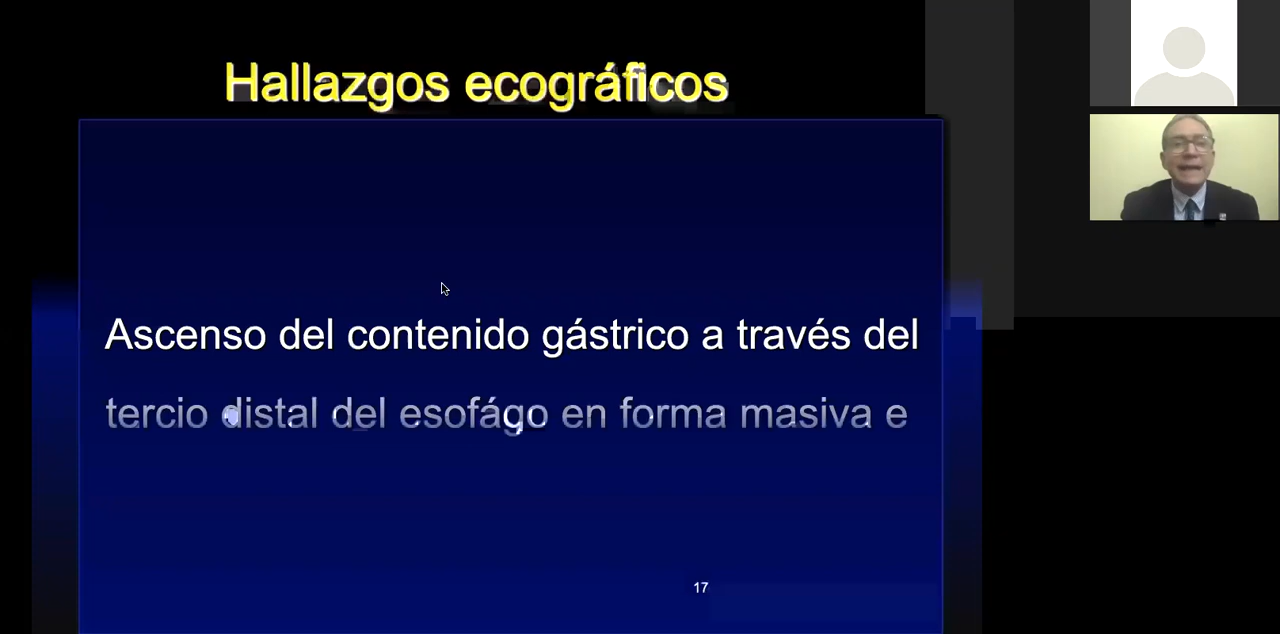 Hallazgos ecográficos
Ascenso del contenido gástrico a través del
tercio distal del esofágo en forma masiva e
17